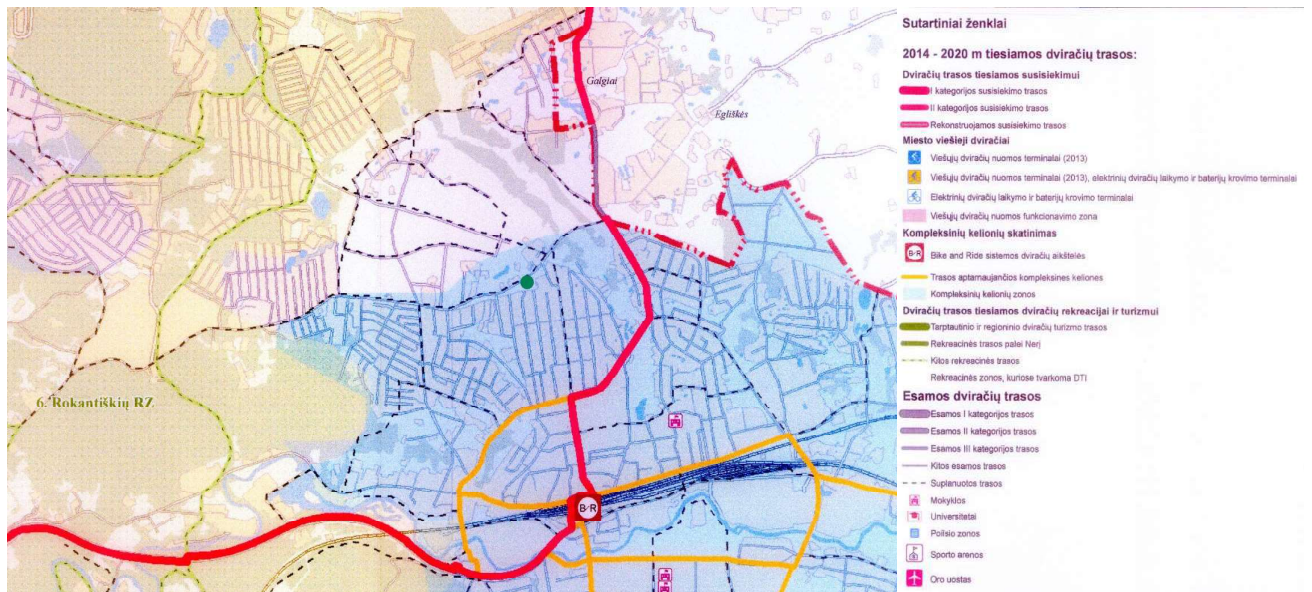 Galgiai
Egliškės
6. Rokantiškių RZ
B+R
Sutartiniai ženklai
2014 - 2020 m tiesiamos dviračių trasos:
Dviračių trasos tiesiamos susisiekimui
I kategorijos susisiekimo trasos
II kategorijos susisiekimo trasos
Rekonstruojamos susisiekimo trasos
Miesto viešieji dviračiai
Viešųjų dviračių nuomos terminalai (2013)
Viešųjų dviračių nuomos terminalai (2013), elektrinių dviračių laikymo ir baterijų krovimo terminalai
Elektrinių dviračių laikymo ir baterijų krovimo terminalai
Viešųjų dviračių nuomos funkcionavimo zona
Kompleksinių kelionių skatinimas
B+R Bike and Ride sistemos dviračių aikštelės
Trasos aptarnaujančios kompleksines keliones
Kompleksinių kelionių zonos
Dviračių trasos tiesiamos dviračių rekreacijai ir turizmui
Tarptautinio ir regioninio dviračių turizmo trasos
Rekreacinės trasos palei Nerį
Kitos rekreacinės trasos
Rekreacinės zonos, kuriose tvarkoma DTI
Esamos dviračių trasos
Esamos I kategorijos trasos
Esamos II kategorijos trasos
Esamos III kategorijos trasos
Kitos esamos trasos
Suplanuotos trasos
Mokyklos
Universitetai
Poilsio zonos
Sporto arenos
Oro uostas